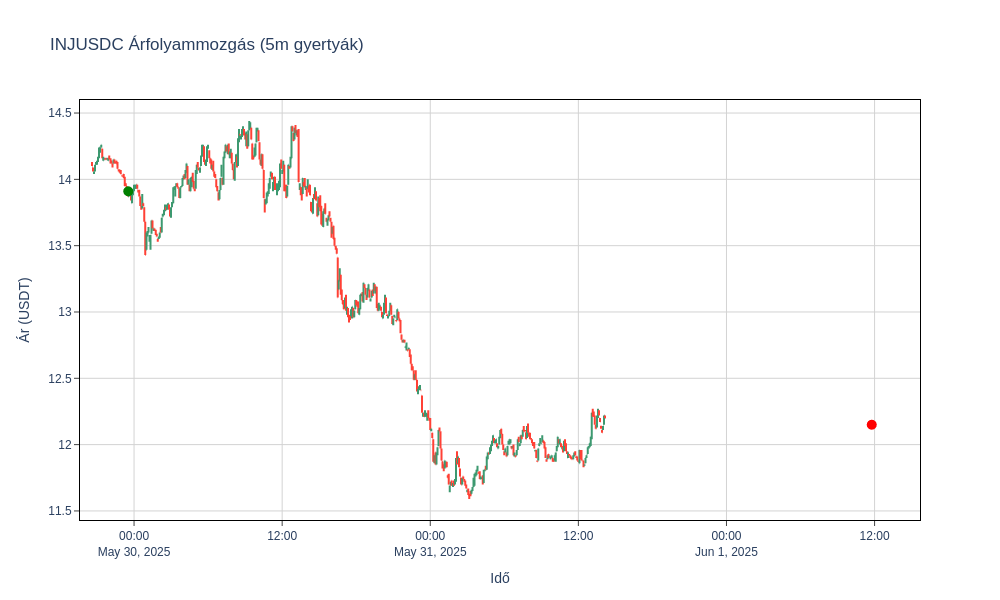 INJUSDC Árfolyammozgás (5m gyertyák)
Ár (USDT)
14.5
14
13.5
13
12.5
12
11.5
00:00 12:00 00:00 12:00 00:00 12:00
May 30, 2025 May 31, 2025 Jun 1, 2025
Idő